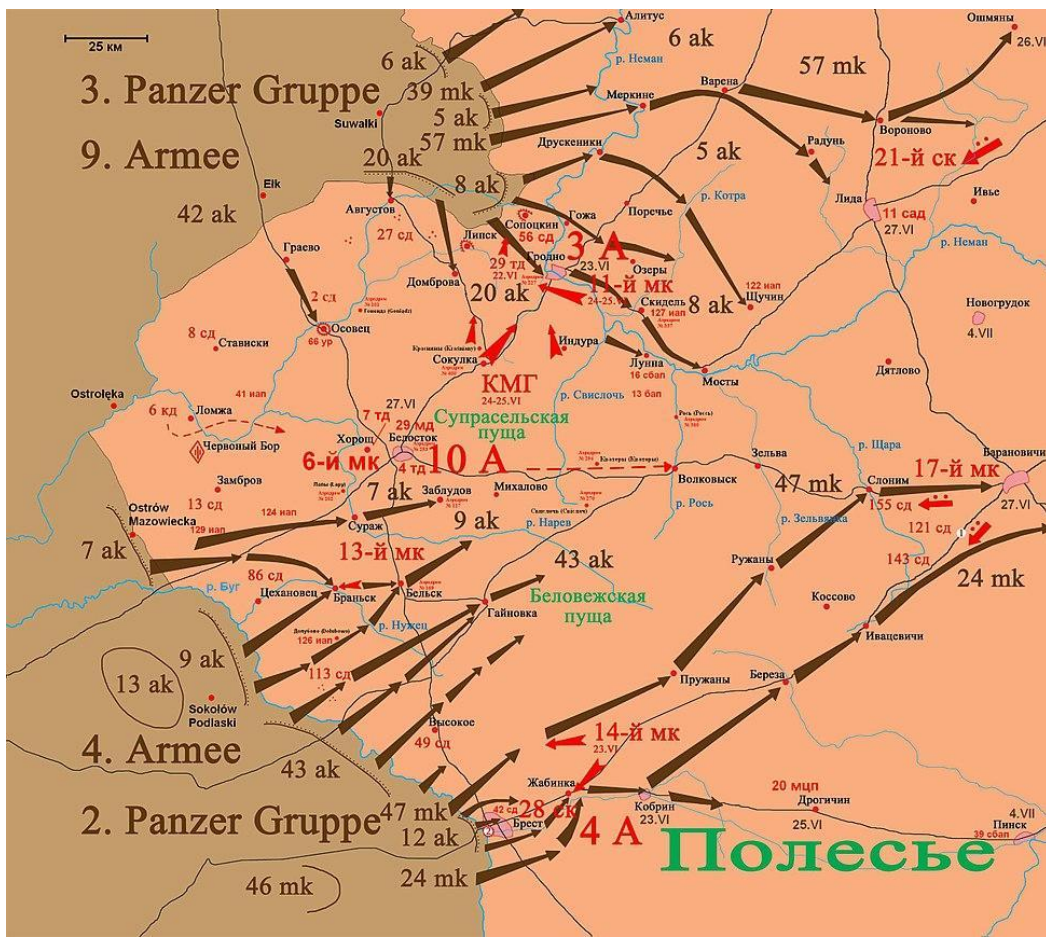 25 км
Алитус
Ошмяны
26.VI
6 ak
6 ak
р. Неман
57 mk
3. Panzer Gruppe
39 mk
Варена
Меркине
Suwalki
5 ak
57 mk
Вороново
9. Armee
Друскеники
5 ak
Радунь
21-й ск
20 ak
8 ak
р. Котра
Лида
Ивье
Ełk
42 ak
Августов
Сопоцкин
Гожа
Поречье
11 сад
27.VI
27 сд
Липск
56 сд
3 А
р. Неман
Граево
29 тд
22.VI
Гродно
23.VI
Озеры
Домброва
20 ak
11-й мк
24-25.VI
8 ak
122 иап
Щучин
2 сд
Скидель
127 иап
Новогрудок
4.VII
Осовец
66 ур
8 сд
Стависки
Индура
Сокулка
Лунна
16 сбап
Мосты
Дятлово
Ostrołęka
КМГ
24-25.VI
13 бап
41 иап
27.VI
р. Свислочь
6 кд
Ломжа
7 тд
29 мд
Супрасельская
пуща
Рось (Россь)
р. Щара
Червоный Бор
Хорощ
Белосток
Зельва
Барановичи
6-й мк
4 тд
10 А
Волковыск
47 mk
Слоним
17-й мк
Замбров
13 сд
7 ak
Заблудов
Михалово
155 сд
27.VI
Ostrów
Mazowiecka
124 иап
129 иап
Сураж
9 ak
р. Нарев
р. Рось
р. Зельвянка
121 сд
7 ak
13-й мк
43 ak
143 сд
86 сд
Ружаны
24 mk
р. Буг
Цехановец
Браньск
Бельск
Гайновка
Беловежская
пуща
Коссово
р. Нужец
126 иап
Ивацевичи
9 ak
113 сд
13 ak
Пружаны
Береза
Sokołów
Podlaski
Высокое
49 сд
14-й мк
23.VI
4. Armee
43 ak
Жабинка
20 мцп
47 mk
42 сд
28 ск
Кобрин
23.VI
Дрогичин
25.VI
4.VII
2. Panzer Gruppe
12 ak
Брест
4 А
Полесье
Пинск
39 сбап
24 mk
46 mk